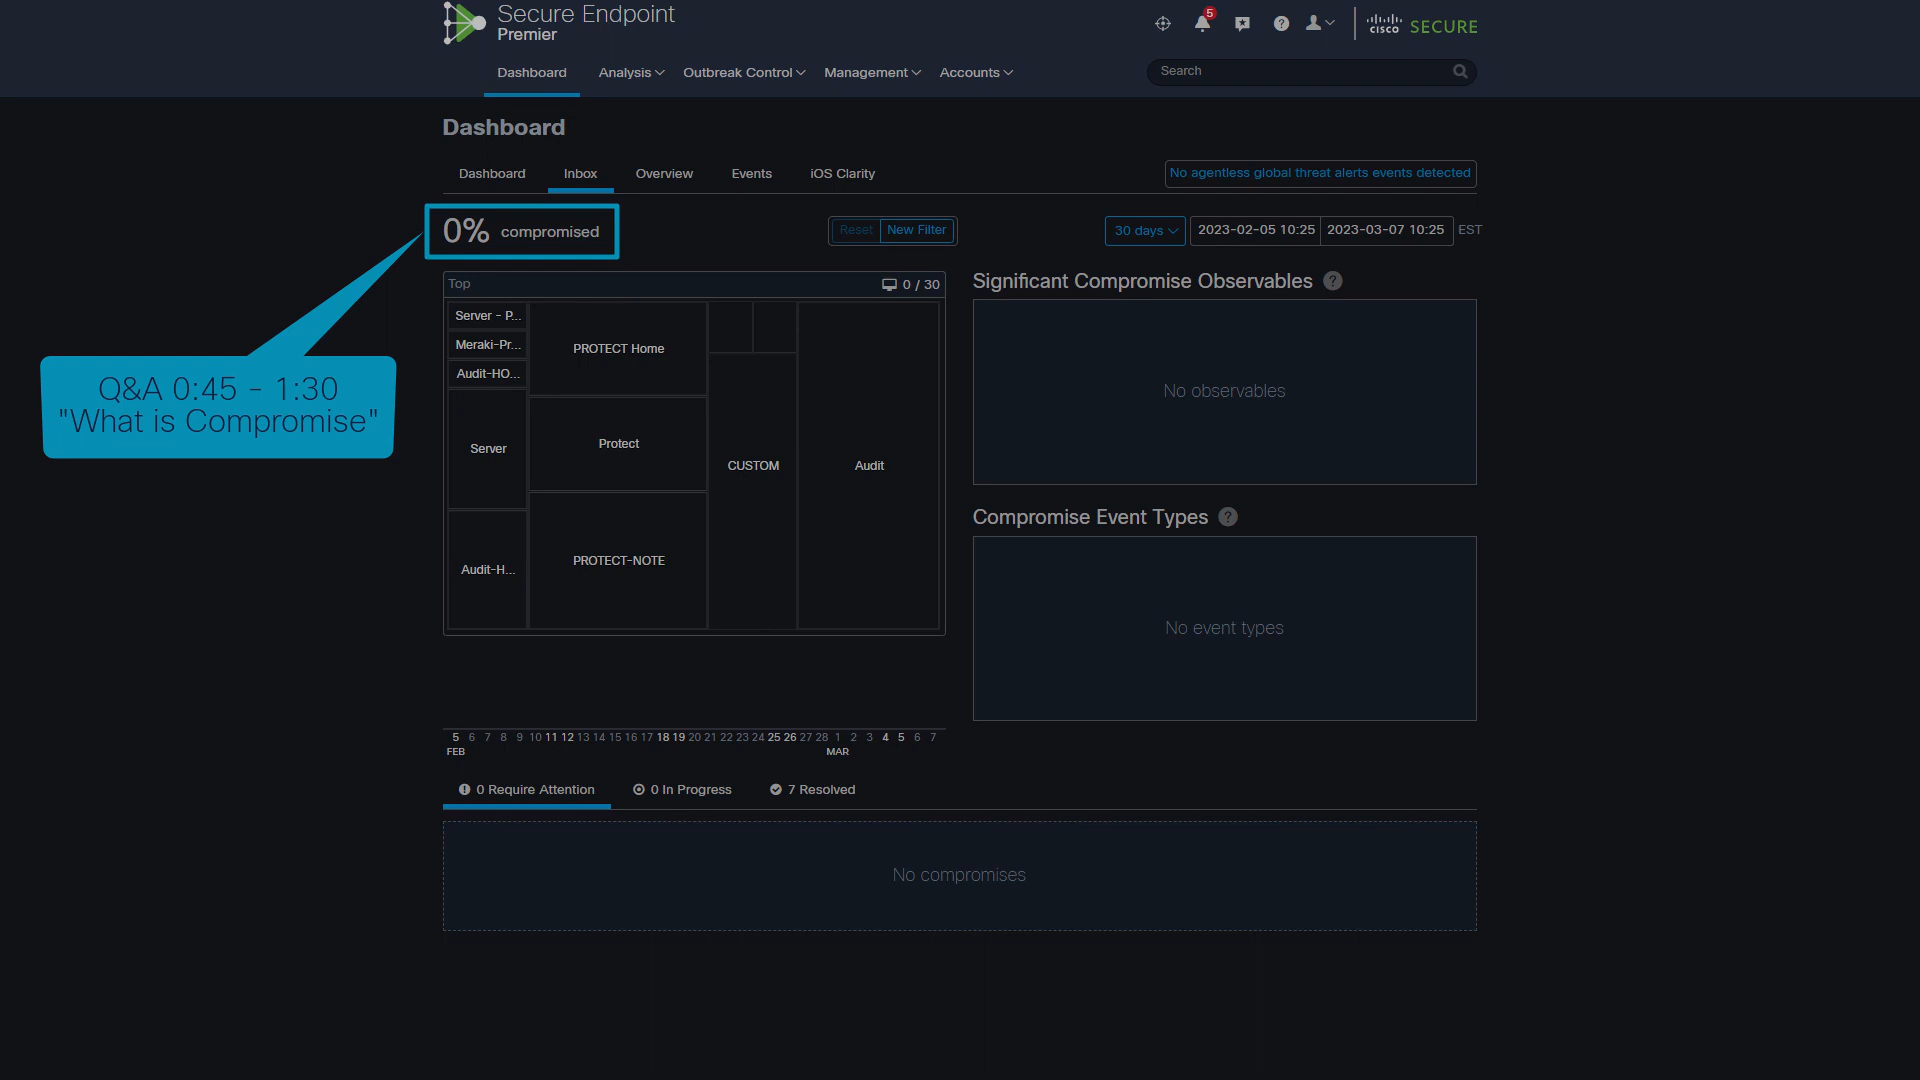 Secure Endpoint
Premier
5
CISCO SECURE
Dashboard Analysis Outbreak Control Management Accounts
Search
Dashboard
Dashboard Inbox Overview Events iOS Clarity
No agentless global threat alerts events detected
0% compromised
Reset New Filter
30 days 2023-02-05 10:25 2023-03-07 10:25 EST
Q&A 0:45 - 1:30
"What is Compromise"
Top 0 / 30
Server - P...
Meraki-Pr...
Audit-HO...
Server
Audit-H...
PROTECT Home
Protect
PROTECT-NOTE
CUSTOM
Audit
Significant Compromise Observables ?
No observables
Compromise Event Types ?
No event types
5 6 7 8 9 10 11 12 13 14 15 16 17 18 19 20 21 22 23 24 25 26 27 28 1 2 3 4 5 6 7
FEB MAR
0 Require Attention 0 In Progress 7 Resolved
No compromises